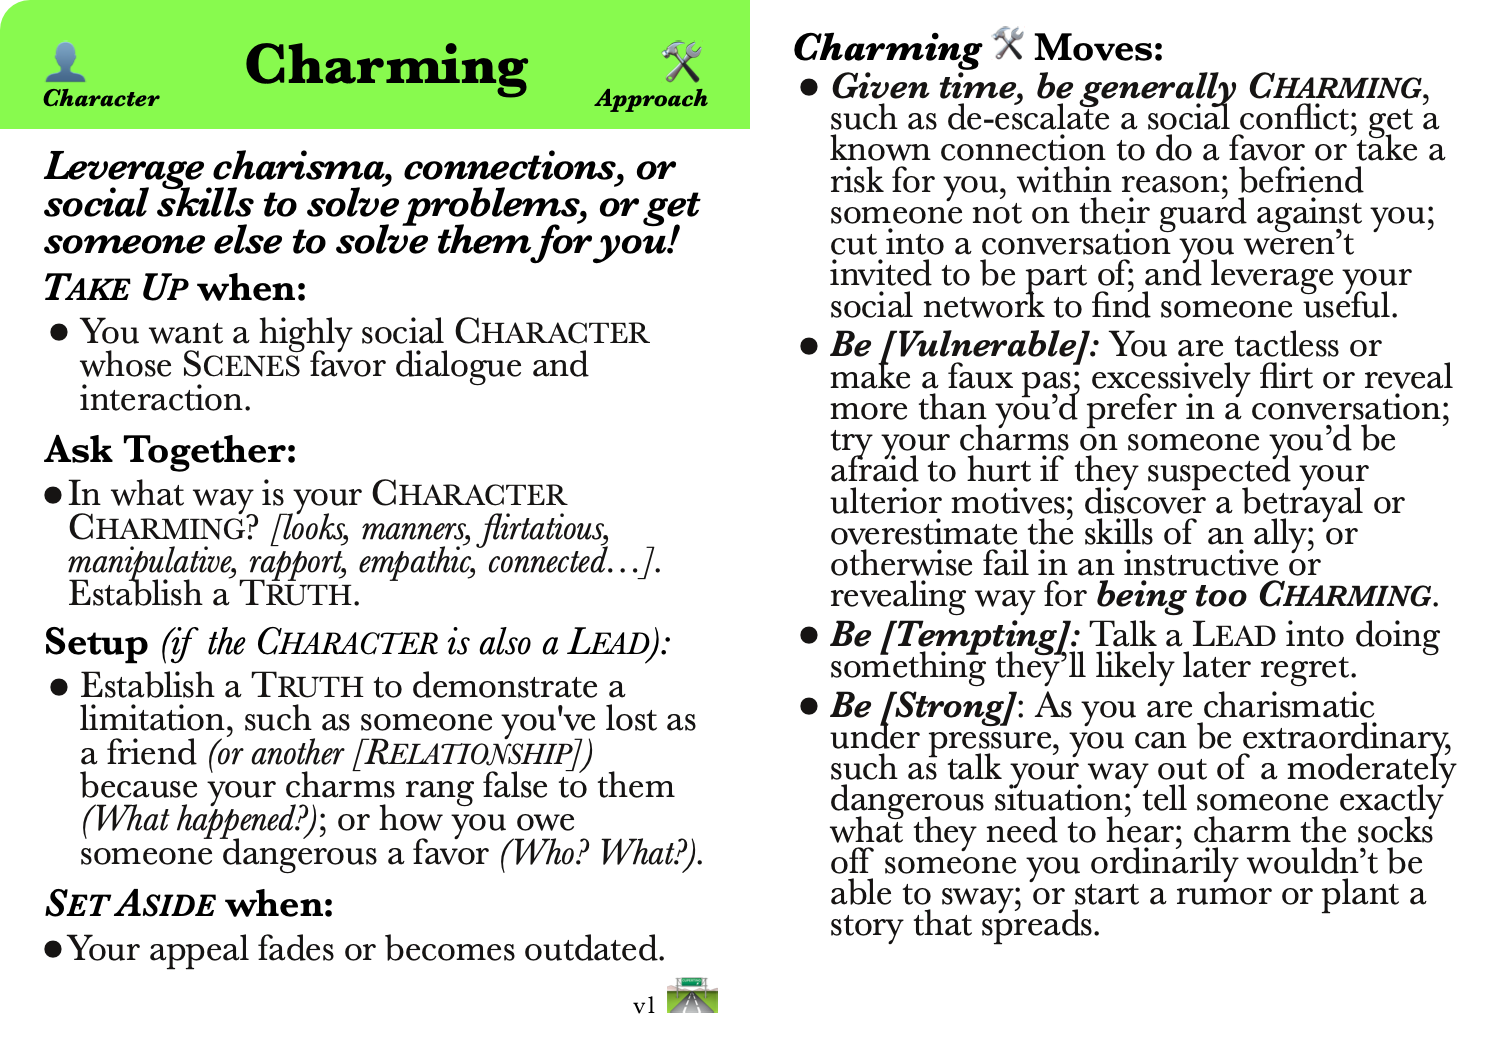 Charming
Character
Approach
Leverage charisma, connections, or
social skills to solve problems, or get
someone else to solve them for you!
TAKE UP when:
● You want a highly social CHARACTER
whose SCENES favor dialogue and
interaction.
Ask Together:
● In what way is your CHARACTER
CHARMING? [looks, manners, flirtatious,
manipulative, rapport, empathic, connected…].
Establish a TRUTH.
Setup (if the CHARACTER is also a LEAD):
● Establish a TRUTH to demonstrate a
limitation, such as someone you've lost as
a friend (or another [RELATIONSHIP])
because your charms rang false to them
(What happened?); or how you owe
someone dangerous a favor (Who? What?).
SET ASIDE when:
● Your appeal fades or becomes outdated.
v1
Charming 🛠 Moves:
● Given time, be generally CHARMING,
such as de-escalate a social conflict; get a
known connection to do a favor or take a
risk for you, within reason; befriend
someone not on their guard against you;
cut into a conversation you weren’t
invited to be part of; and leverage your
social network to find someone useful.
● Be [Vulnerable]: You are tactless or
make a faux pas; excessively flirt or reveal
more than you’d prefer in a conversation;
try your charms on someone you’d be
afraid to hurt if they suspected your
ulterior motives; discover a betrayal or
overestimate the skills of an ally; or
otherwise fail in an instructive or
revealing way for being too CHARMING.
● Be [Tempting]: Talk a LEAD into doing
something they’ll likely later regret.
● Be [Strong]: As you are charismatic
under pressure, you can be extraordinary,
such as talk your way out of a moderately
dangerous situation; tell someone exactly
what they need to hear; charm the socks
off someone you ordinarily wouldn’t be
able to sway; or start a rumor or plant a
story that spreads.